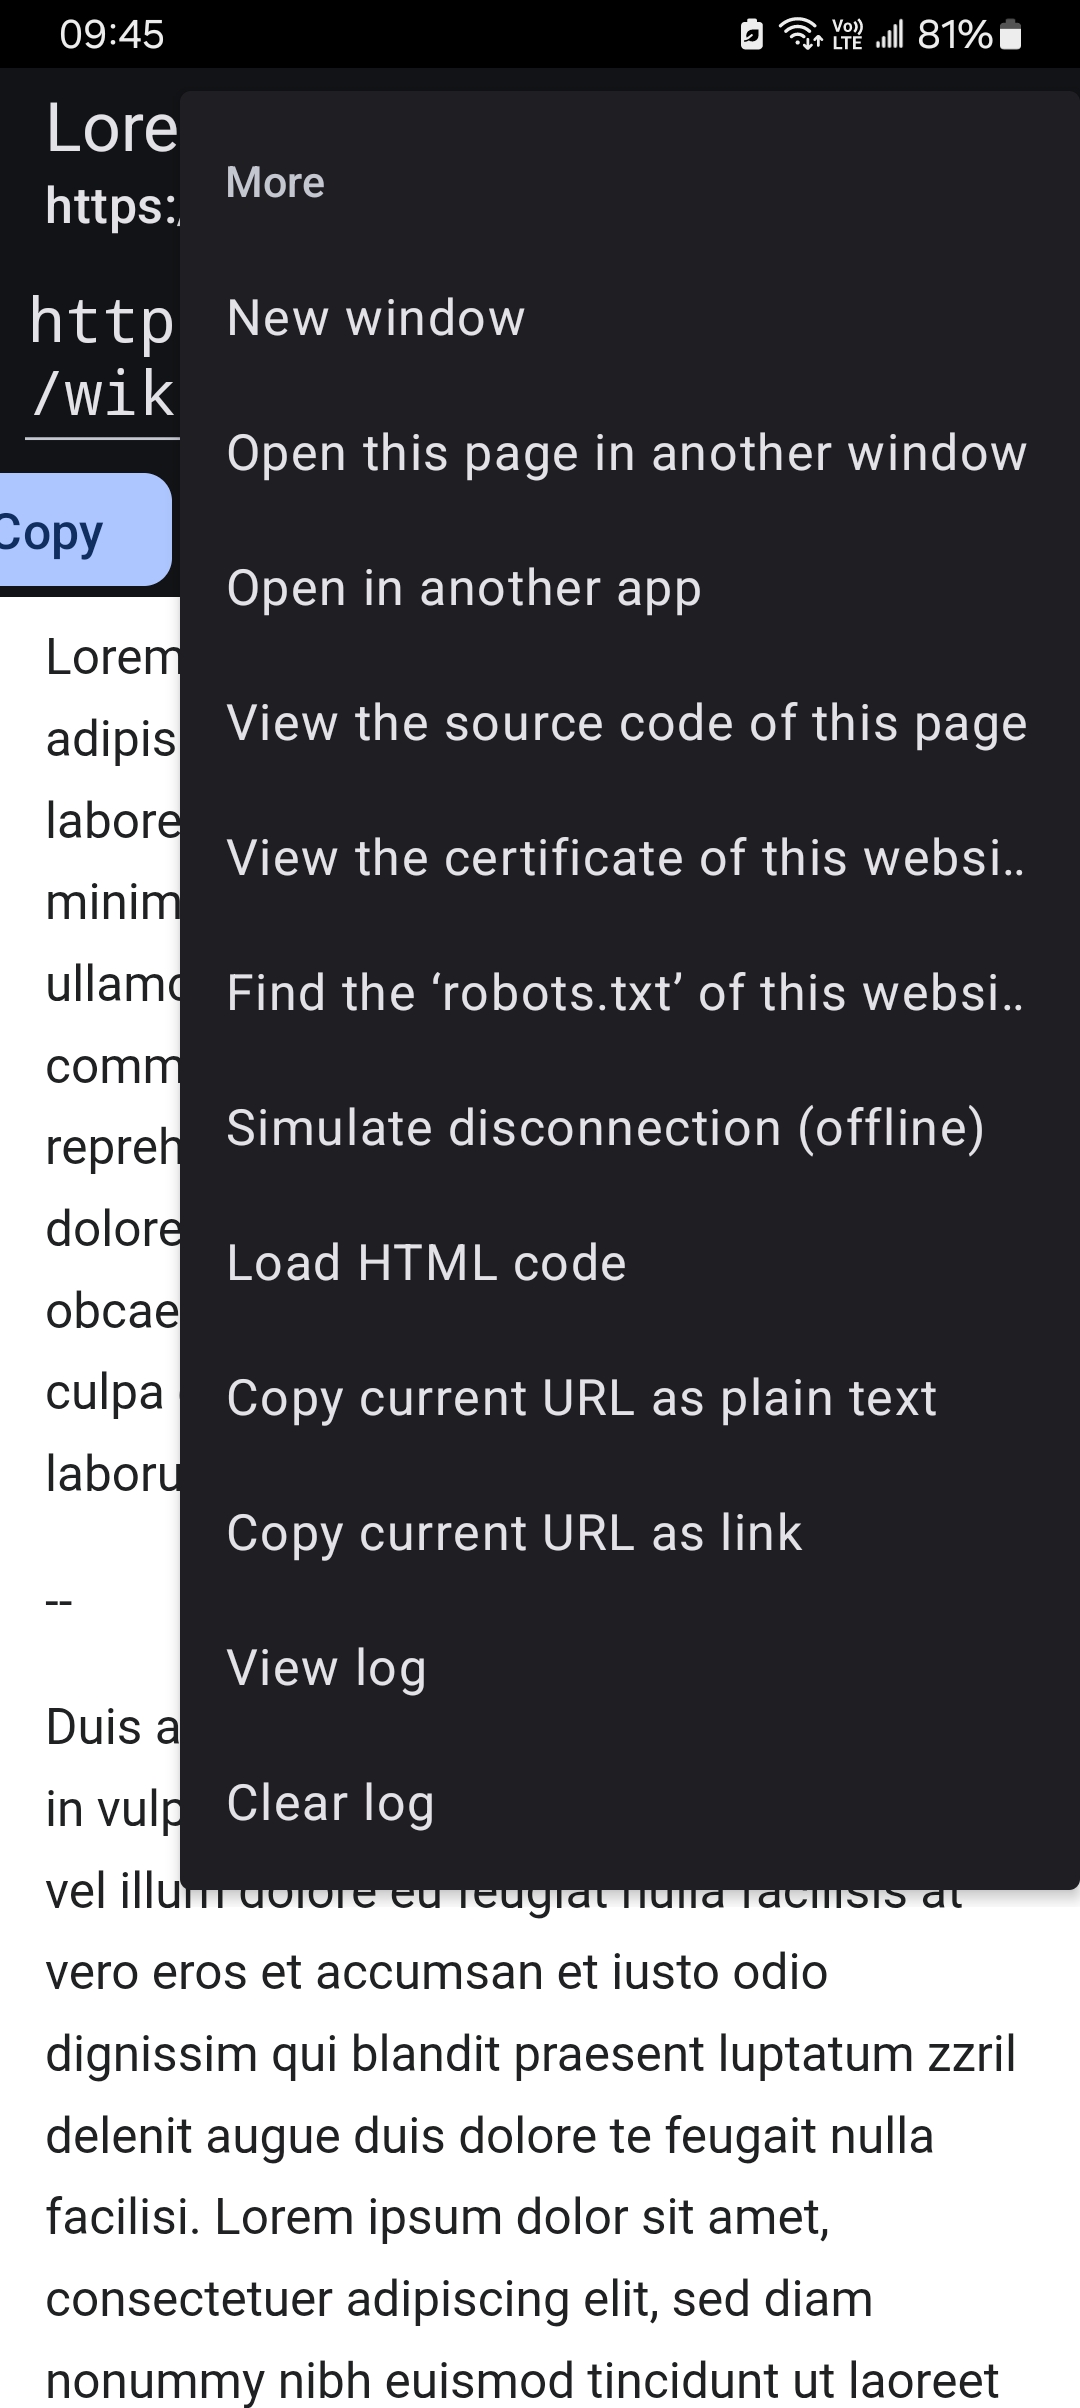 09:45
Vo))
LTE
81%
Lore
https:/
http
/wik
Copy
More
New window
Open this page in another window
Open in another app
View the source code of this page
View the certificate of this websi..
Find the ‘robots.txt’ of this websi..
Simulate disconnection (offline)
Load HTML code
Copy current URL as plain text
Copy current URL as link
View log
Clear log
Lorem
adipis
labore
minim
ullamc
comm
repreh
dolore
obcae
culpa
laboru
--
Duis a
in vulp
vel illum dolore eu feugiat nulla facilisis at
vero eros et accumsan et iusto odio
dignissim qui blandit praesent luptatum zzril
delenit augue duis dolore te feugait nulla
facilisi. Lorem ipsum dolor sit amet,
consectetuer adipiscing elit, sed diam
nonummy nibh euismod tincidunt ut laoreet